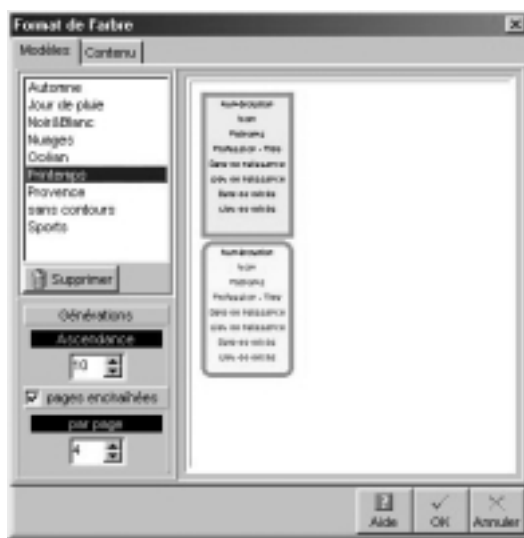 Format de l'arbre
Modèles
Contenu
Automne
Jour de pluie
Noir&Blanc
Nuages
Océan
Printemps
Provence
sans contours
Sports
Supprimer
Générations
Ascendance
10
pages enchaînées
par page
4
Numérotation
Nom
Prénoms
Profession - Titre
Date de naissance
Lieu de naissance
Date de décès
Lieu de décès
Numérotation
Nom
Prénoms
Profession - Titre
Date de naissance
Lieu de naissance
Date de décès
Lieu de décès
Aide
OK
Annuler